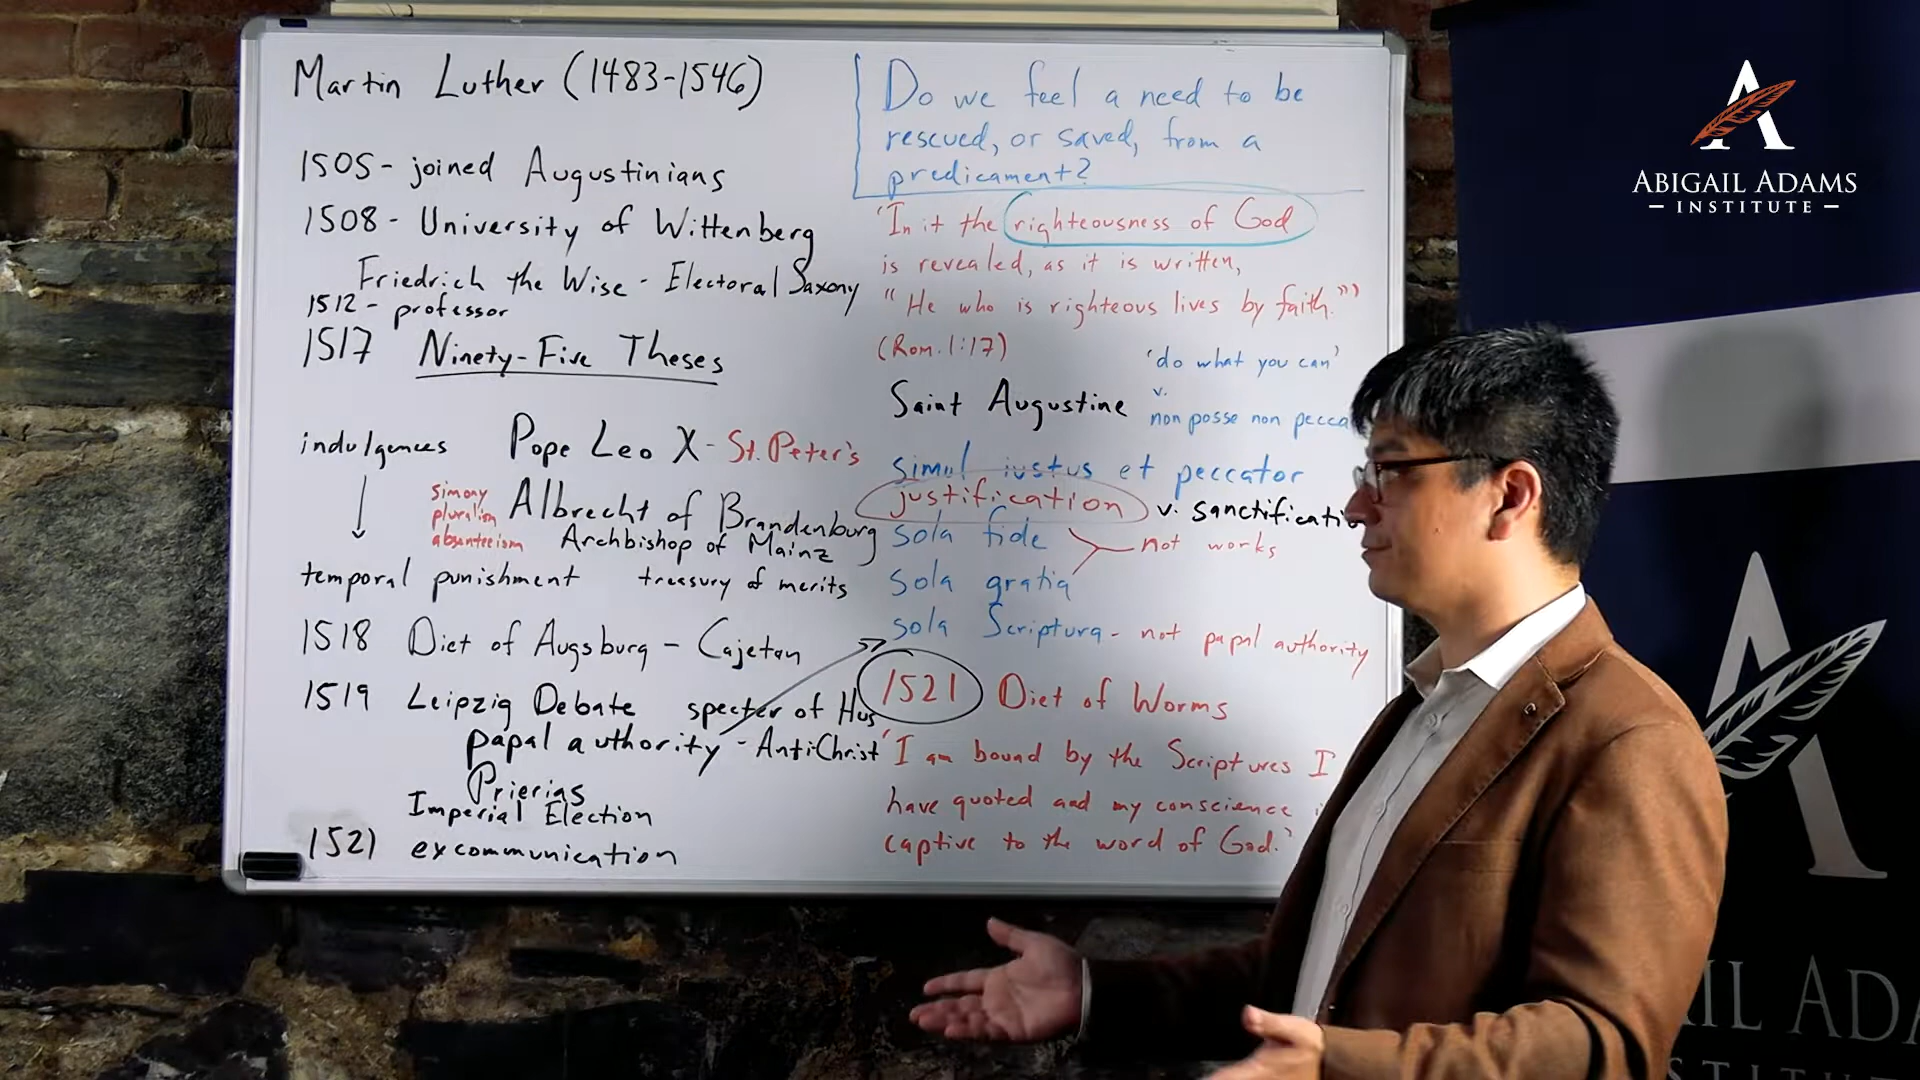 Martin Luther (1483-1546)
1505 - joined Augustinians
1508 - University of Wittenberg
Friedrich the Wise - Electoral Saxony
1512 - professor
1517 Ninety-Five Theses
indulgences Pope Leo X - St. Peter's
simony
pluralism
absenteeism
Albrecht of Brandenburg
Archbishop of Mainz
temporal punishment treasury of merits
1518 Diet of Augsburg - Cajetan
1519 Leipzig Debate specter of Hus
papal authority - AntiChrist
Prierias
Imperial Election
1521 excommunication
Do we feel a need to be
rescued, or saved, from a
predicament?
'In it the righteousness of God
is revealed, as it is written,
"He who is righteous lives by faith."'
(Rom. 1:17)
'do what you can'
v.
non posse non pecca
Saint Augustine
simul iustus et peccator
justification v. sanctificatio
sola fide
not works
sola gratia
sola Scriptura - not papal authority
1521 Diet of Worms
'I am bound by the Scriptures I
have quoted and my conscience i
captive to the word of God.'
ABIGAIL ADAMS
INSTITUTE
AIL ADA
STITU